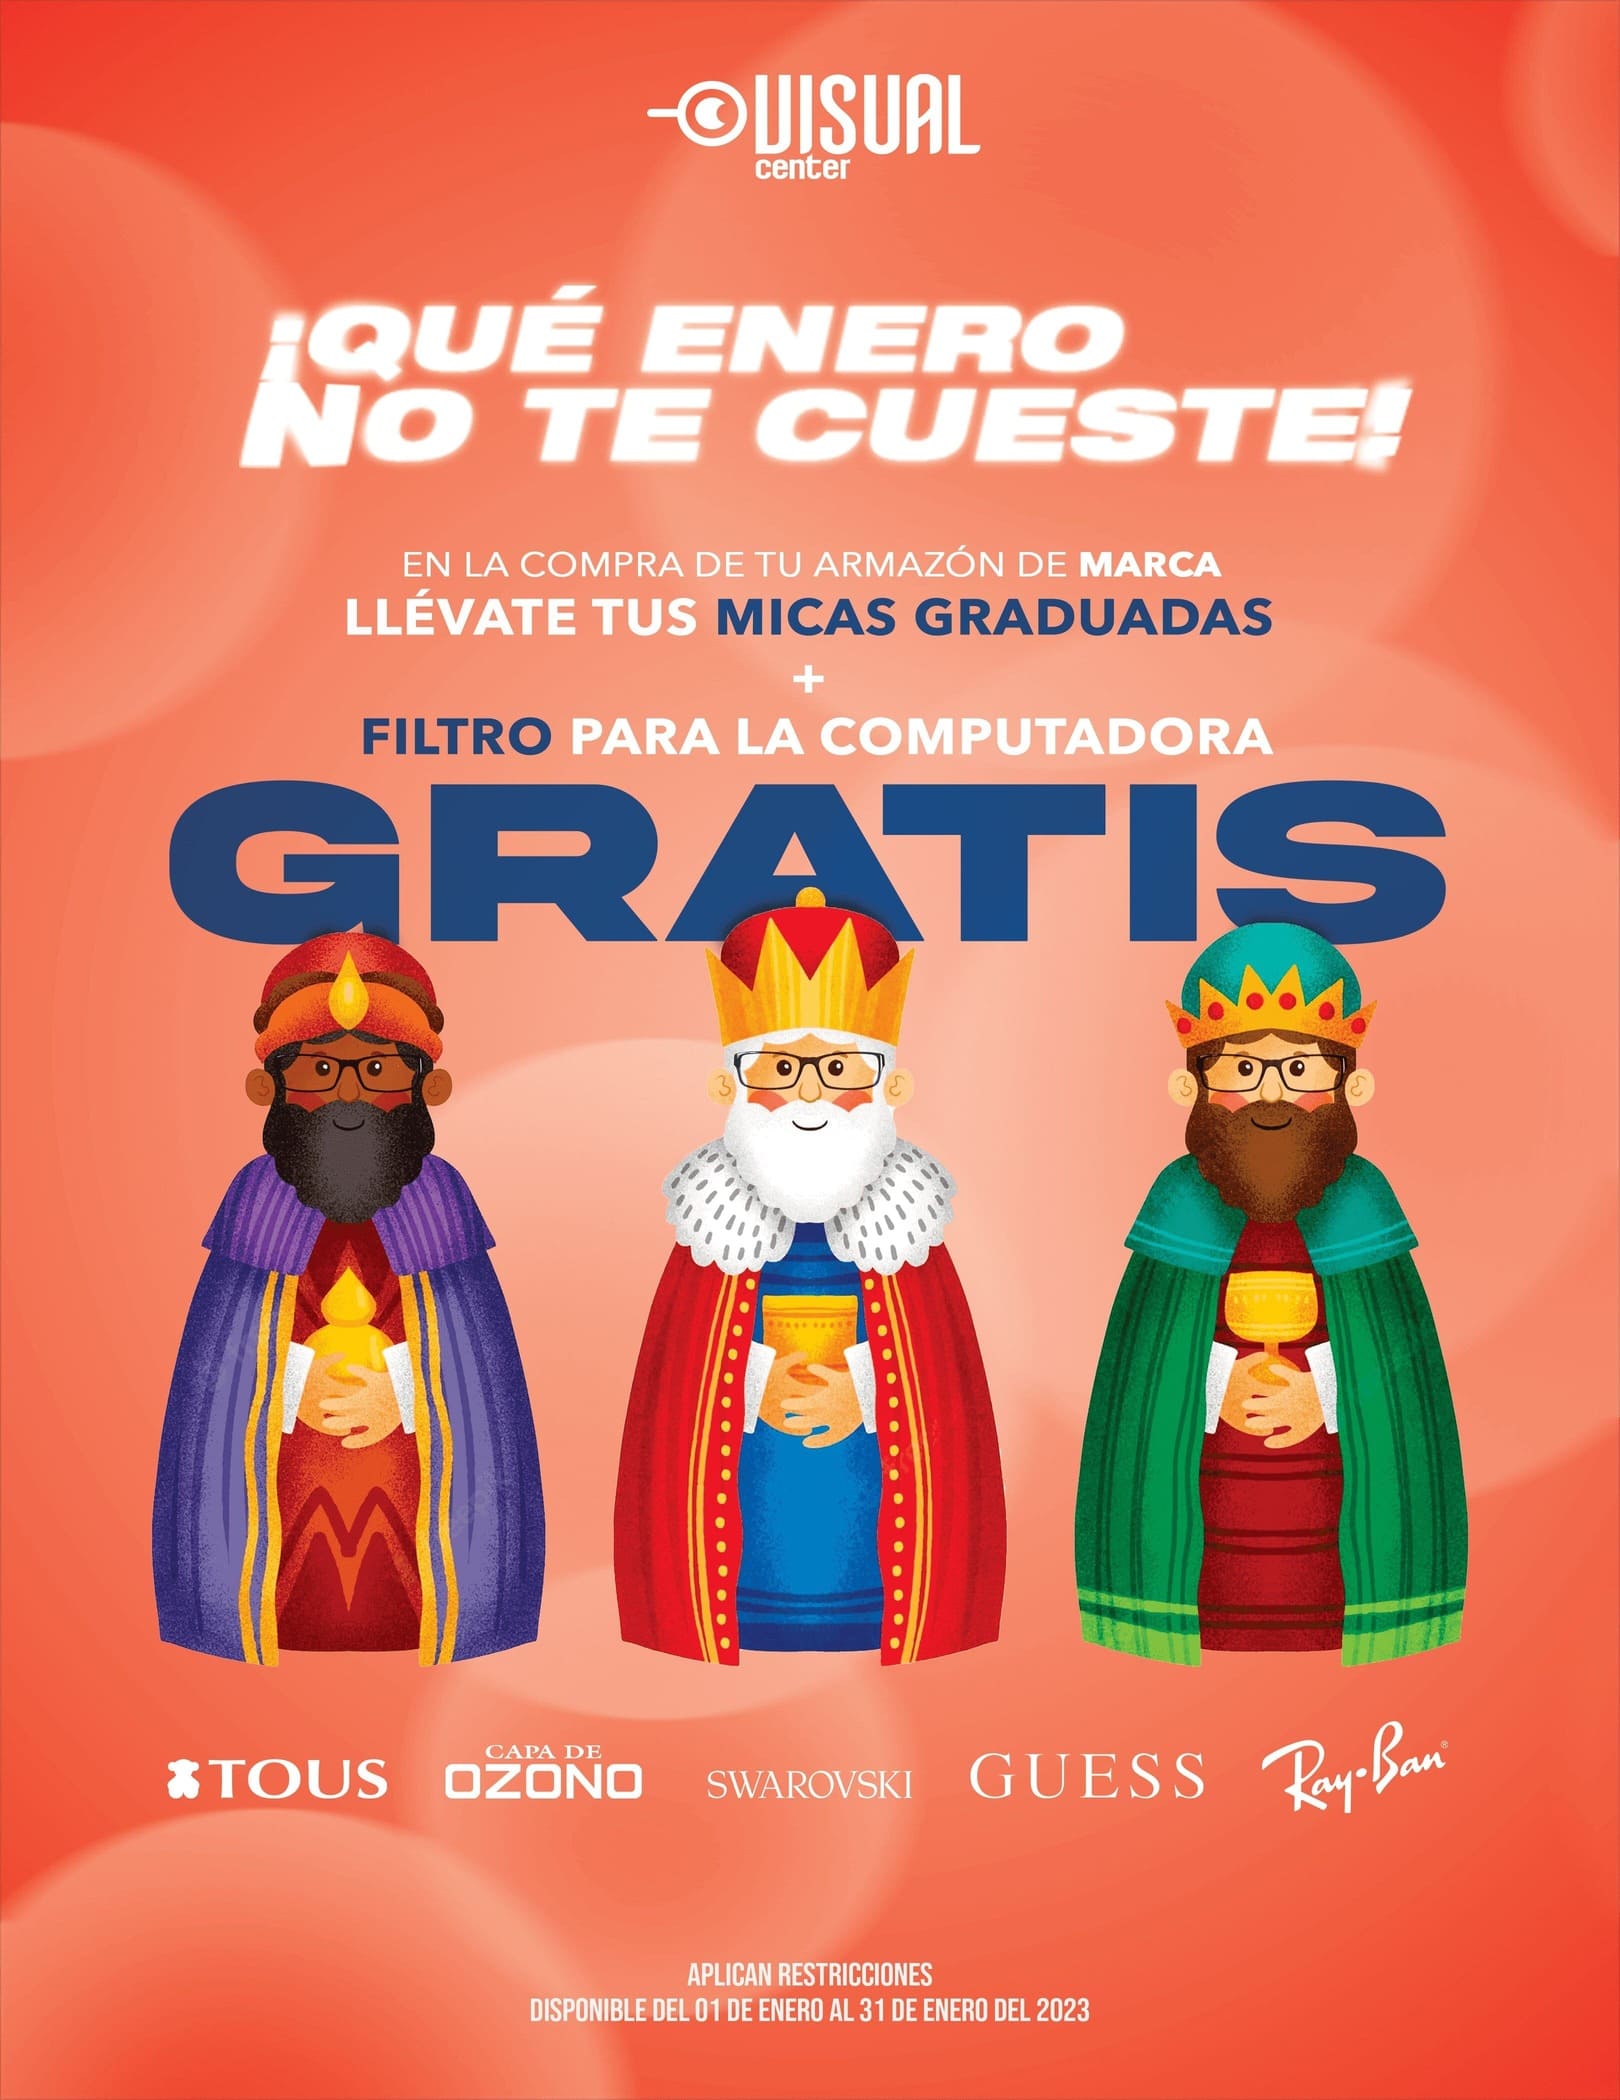 VISUAL
center
¡QUÉ ENERO
NO TE CUESTE!
EN LA COMPRA DE TU ARMAZÓN DE MARCA
LLÉVATE TUS MICAS GRADUADAS
+
FILTRO PARA LA COMPUTADORA
GRATIS
TOUS
CAPA DE
OZONO
SWAROVSKI
GUESS
Ray-Ban®
APLICAN RESTRICCIONES
DISPONIBLE DEL 01 DE ENERO AL 31 DE ENERO DEL 2023